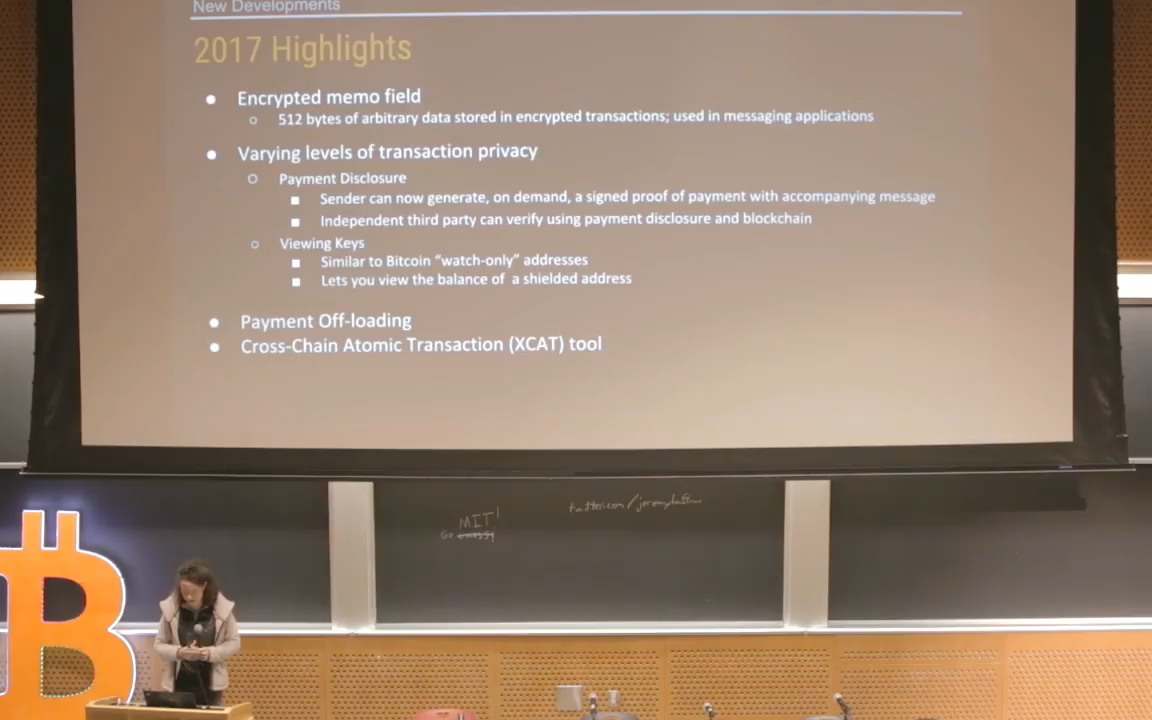 New Developments
2017 Highlights
● Encrypted memo field
○ 512 bytes of arbitrary data stored in encrypted transactions; used in messaging applications
● Varying levels of transaction privacy
○ Payment Disclosure
■ Sender can now generate, on demand, a signed proof of payment with accompanying message
■ Independent third party can verify using payment disclosure and blockchain
○ Viewing Keys
■ Similar to Bitcoin “watch-only” addresses
■ Lets you view the balance of a shielded address
● Payment Off-loading
● Cross-Chain Atomic Transaction (XCAT) tool
MIT!
Go